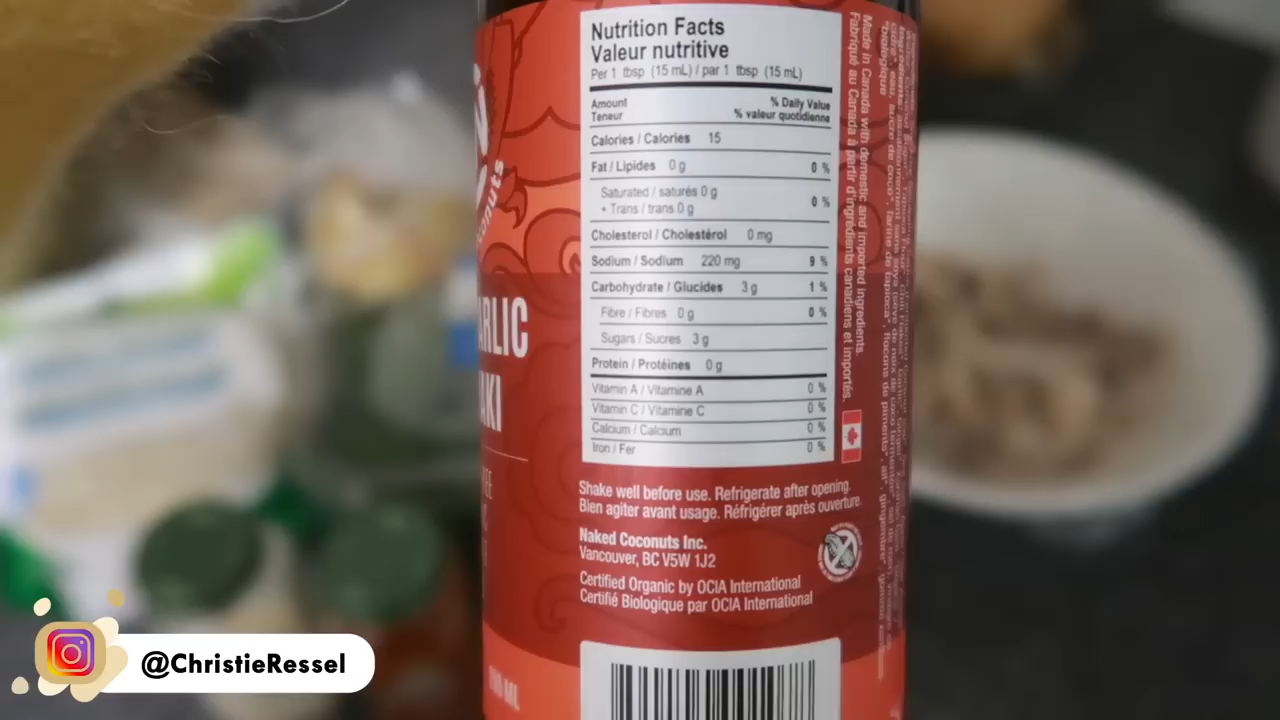 conuts
ARLIC
AKI
Nutrition Facts
Valeur nutritive
Per 1 tbsp (15 mL) / par 1 tbsp (15 mL)
Amount % Daily Value
Teneur % valeur quotidienne
Calories / Calories 15
Fat / Lipides 0 g 0 %
Saturated / saturés 0 g
+ Trans / trans 0 g 0 %
Cholesterol / Cholestérol 0 mg
Sodium / Sodium 220 mg 9 %
Carbohydrate / Glucides 3 g 1 %
Fibre / Fibres 0 g 0 %
Sugars / Sucres 3 g
Protein / Protéines 0 g
Vitamin A / Vitamine A 0 %
Vitamin C / Vitamine C 0 %
Calcium / Calcium 0 %
Iron / Fer 0 %
Made in Canada with domestic and imported ingredients.
Fabriqué au Canada à partir d'ingrédients canadiens et importés.
Shake well before use. Refrigerate after opening.
Bien agiter avant usage. Réfrigérer après ouverture.
Naked Coconuts Inc.
Vancouver, BC V5W 1J2
Certified Organic by OCIA International
Certifié Biologique par OCIA International
@ChristieRessel